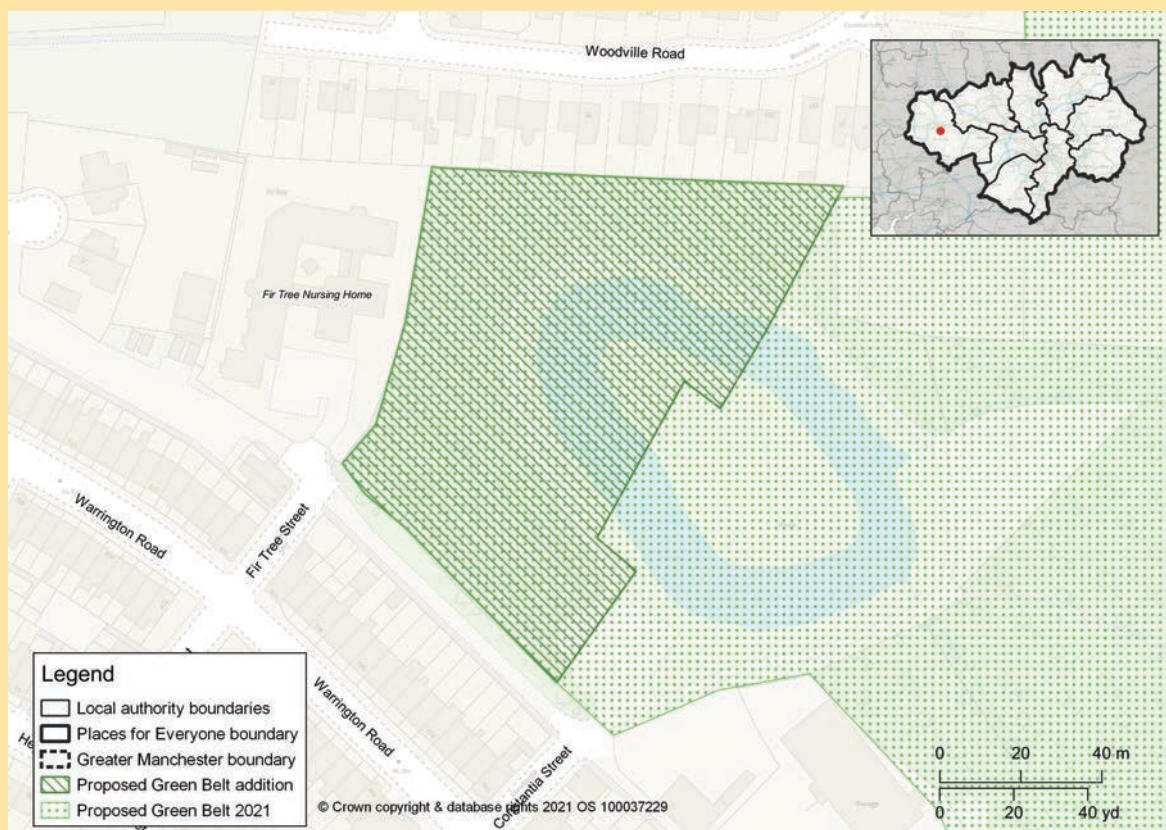 Woodville Road
Fir Tree Nursing Home
Warrington Road
Fir Tree Street
Warrington Road
Constantia Street
Legend
Local authority boundaries
Places for Everyone boundary
Greater Manchester boundary
Proposed Green Belt addition
Proposed Green Belt 2021
© Crown copyright & database rights 2021 OS 100037229
0 20 40 m
0 20 40 yd